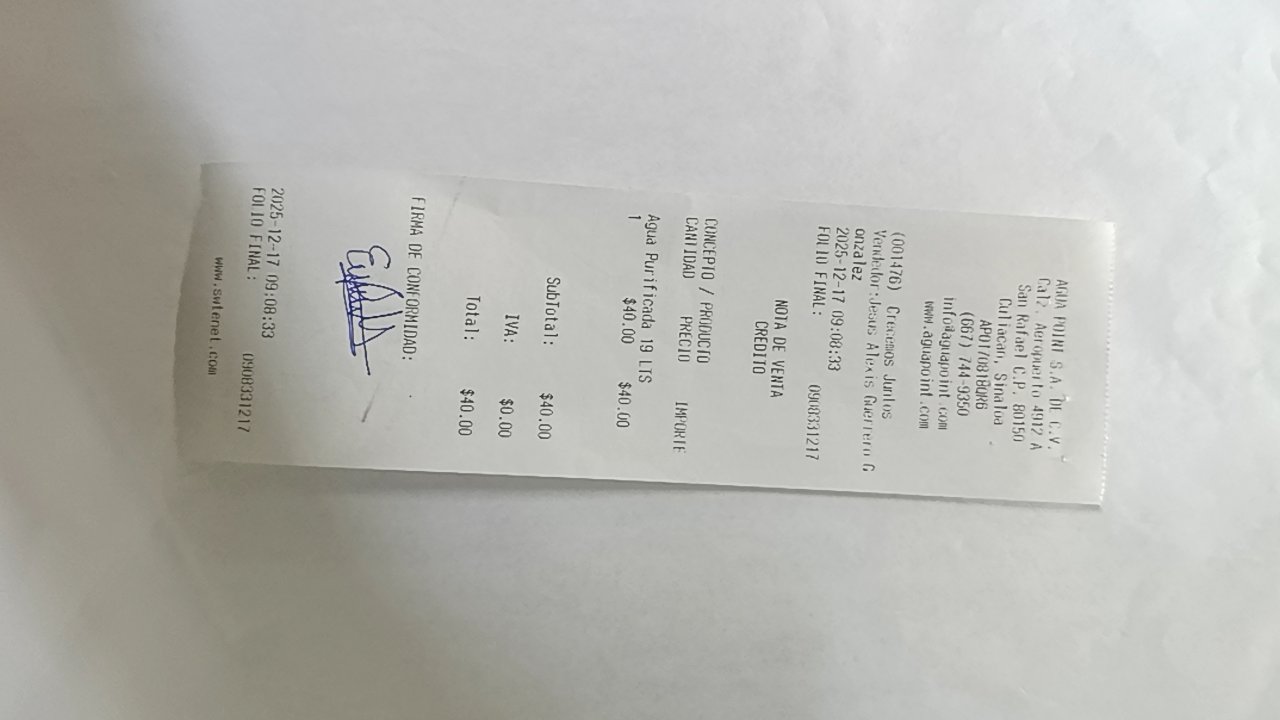 AGUA POINT S.A. DE C.V.
Calz. Aeropuerto 4912 A
San Rafael C.P. 80150
Culiacan, Sinaloa
APO170818QR6
(667) 744-9350
info@aguapoint.com
www.aguapoint.com
(001476) Crecemos Juntos
Vendedor:Jesus Alexis Guerrero G
onzalez
2025-12-17 09:08:33
FOLIO FINAL: 0908331217
NOTA DE VENTA
CREDITO
CONCEPTO / PRODUCTO
CANTIDAD PRECIO IMPORTE
Agua Purificada 19 LTS
1 $40.00 $40.00
SubTotal: $40.00
IVA: $0.00
Total: $40.00
FIRMA DE CONFORMIDAD:
2025-12-17 09:08:33
FOLIO FINAL: 0908331217
www.swtenet.com